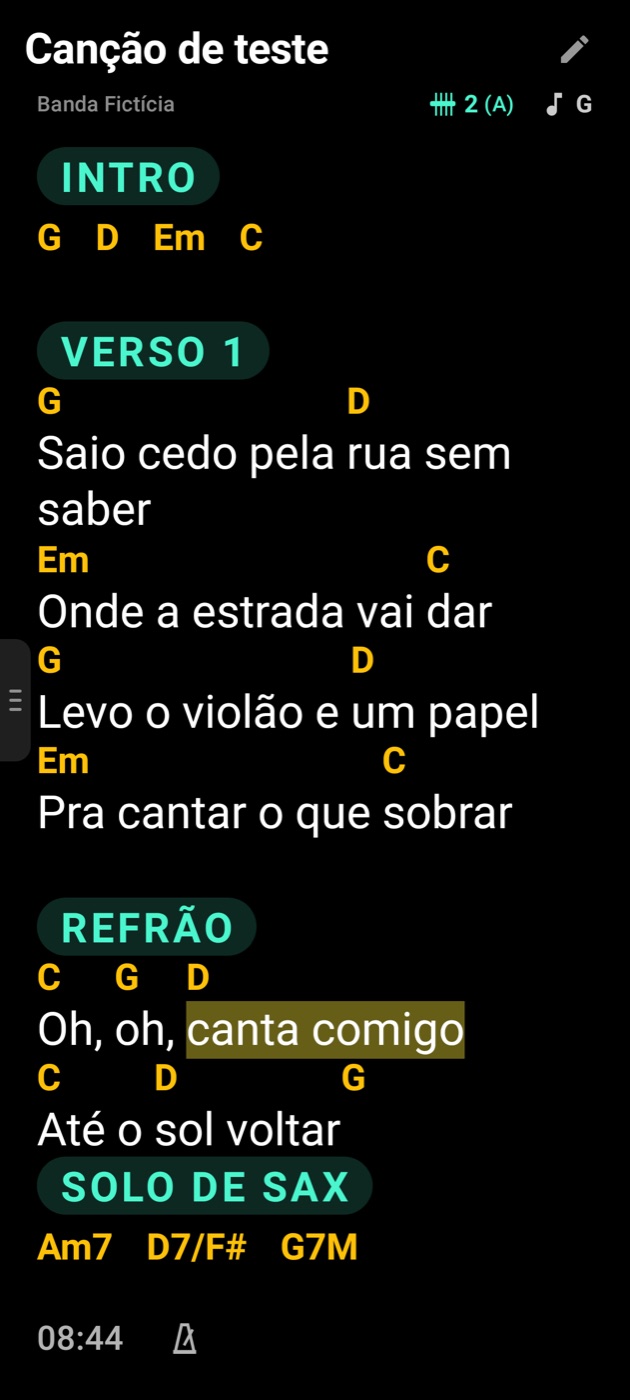 Canção de teste
Banda Fictícia 2 (A) G
INTRO
G D Em C
VERSO 1
G D
Saio cedo pela rua sem
saber
Em C
Onde a estrada vai dar
G D
Levo o violão e um papel
Em C
Pra cantar o que sobrar
REFRÃO
C G D
Oh, oh, canta comigo
C D G
Até o sol voltar
SOLO DE SAX
Am7 D7/F# G7M
08:44